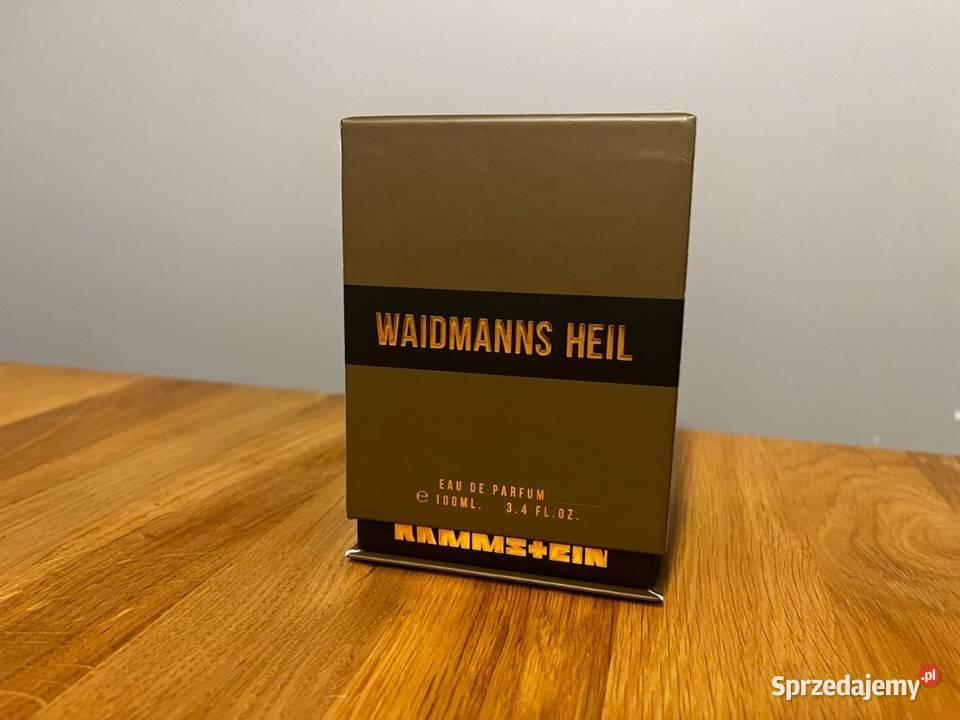 WAIDMANNS HEIL
EAU DE PARFUM
℮ 100ML. 3.4 FL.OZ.
RAMMSTEIN
Sprzedajemy.pl